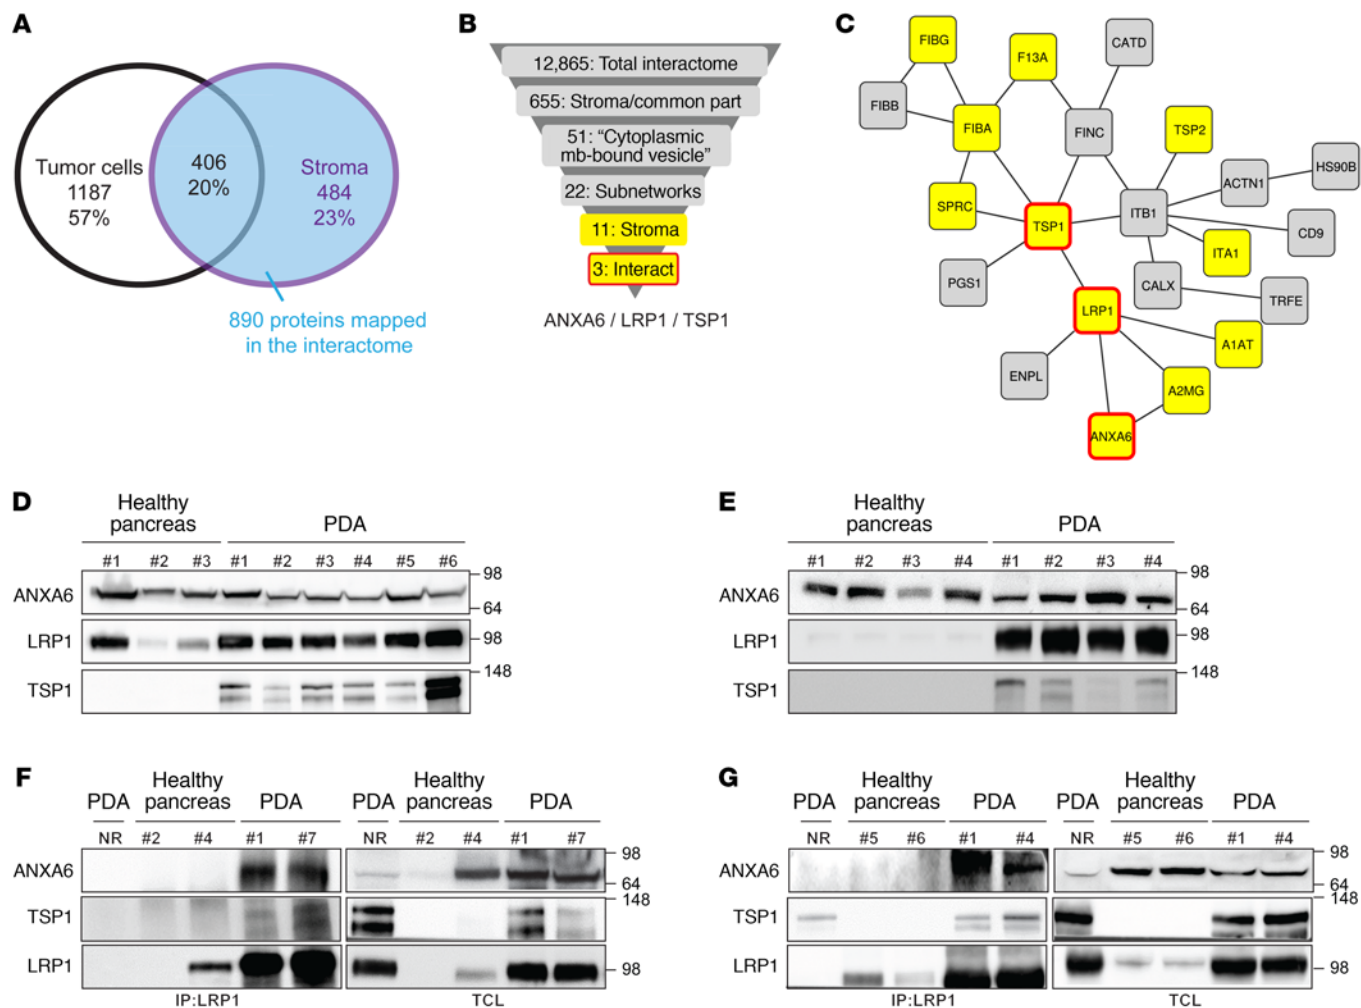 A
Tumor cells
1187
57%
406
20%
Stroma
484
23%
890 proteins mapped
in the interactome
B
12,865: Total interactome
655: Stroma/common part
51: “Cytoplasmic
mb-bound vesicle”
22: Subnetworks
11: Stroma
3: Interact
ANXA6 / LRP1 / TSP1
C
FIBG
F13A
CATD
FIBB
FIBA
FINC
TSP2
HS90B
ACTN1
SPRC
TSP1
ITB1
CD9
ITA1
PGS1
CALX
TRFE
LRP1
A1AT
ENPL
A2MG
ANXA6
D
Healthy
pancreas
PDA
#1 #2 #3 #1 #2 #3 #4 #5 #6
ANXA6
98
64
LRP1
98
TSP1
148
E
Healthy
pancreas
PDA
#1 #2 #3 #4 #1 #2 #3 #4
ANXA6
98
64
LRP1
98
TSP1
148
F
PDA
Healthy
pancreas
PDA
PDA
Healthy
pancreas
PDA
NR #2 #4 #1 #7 NR #2 #4 #1 #7
ANXA6
98
64
TSP1
148
LRP1
98
IP:LRP1
TCL
G
PDA
Healthy
pancreas
PDA
PDA
Healthy
pancreas
PDA
NR #5 #6 #1 #4 NR #5 #6 #1 #4
ANXA6
98
64
TSP1
148
LRP1
98
IP:LRP1
TCL